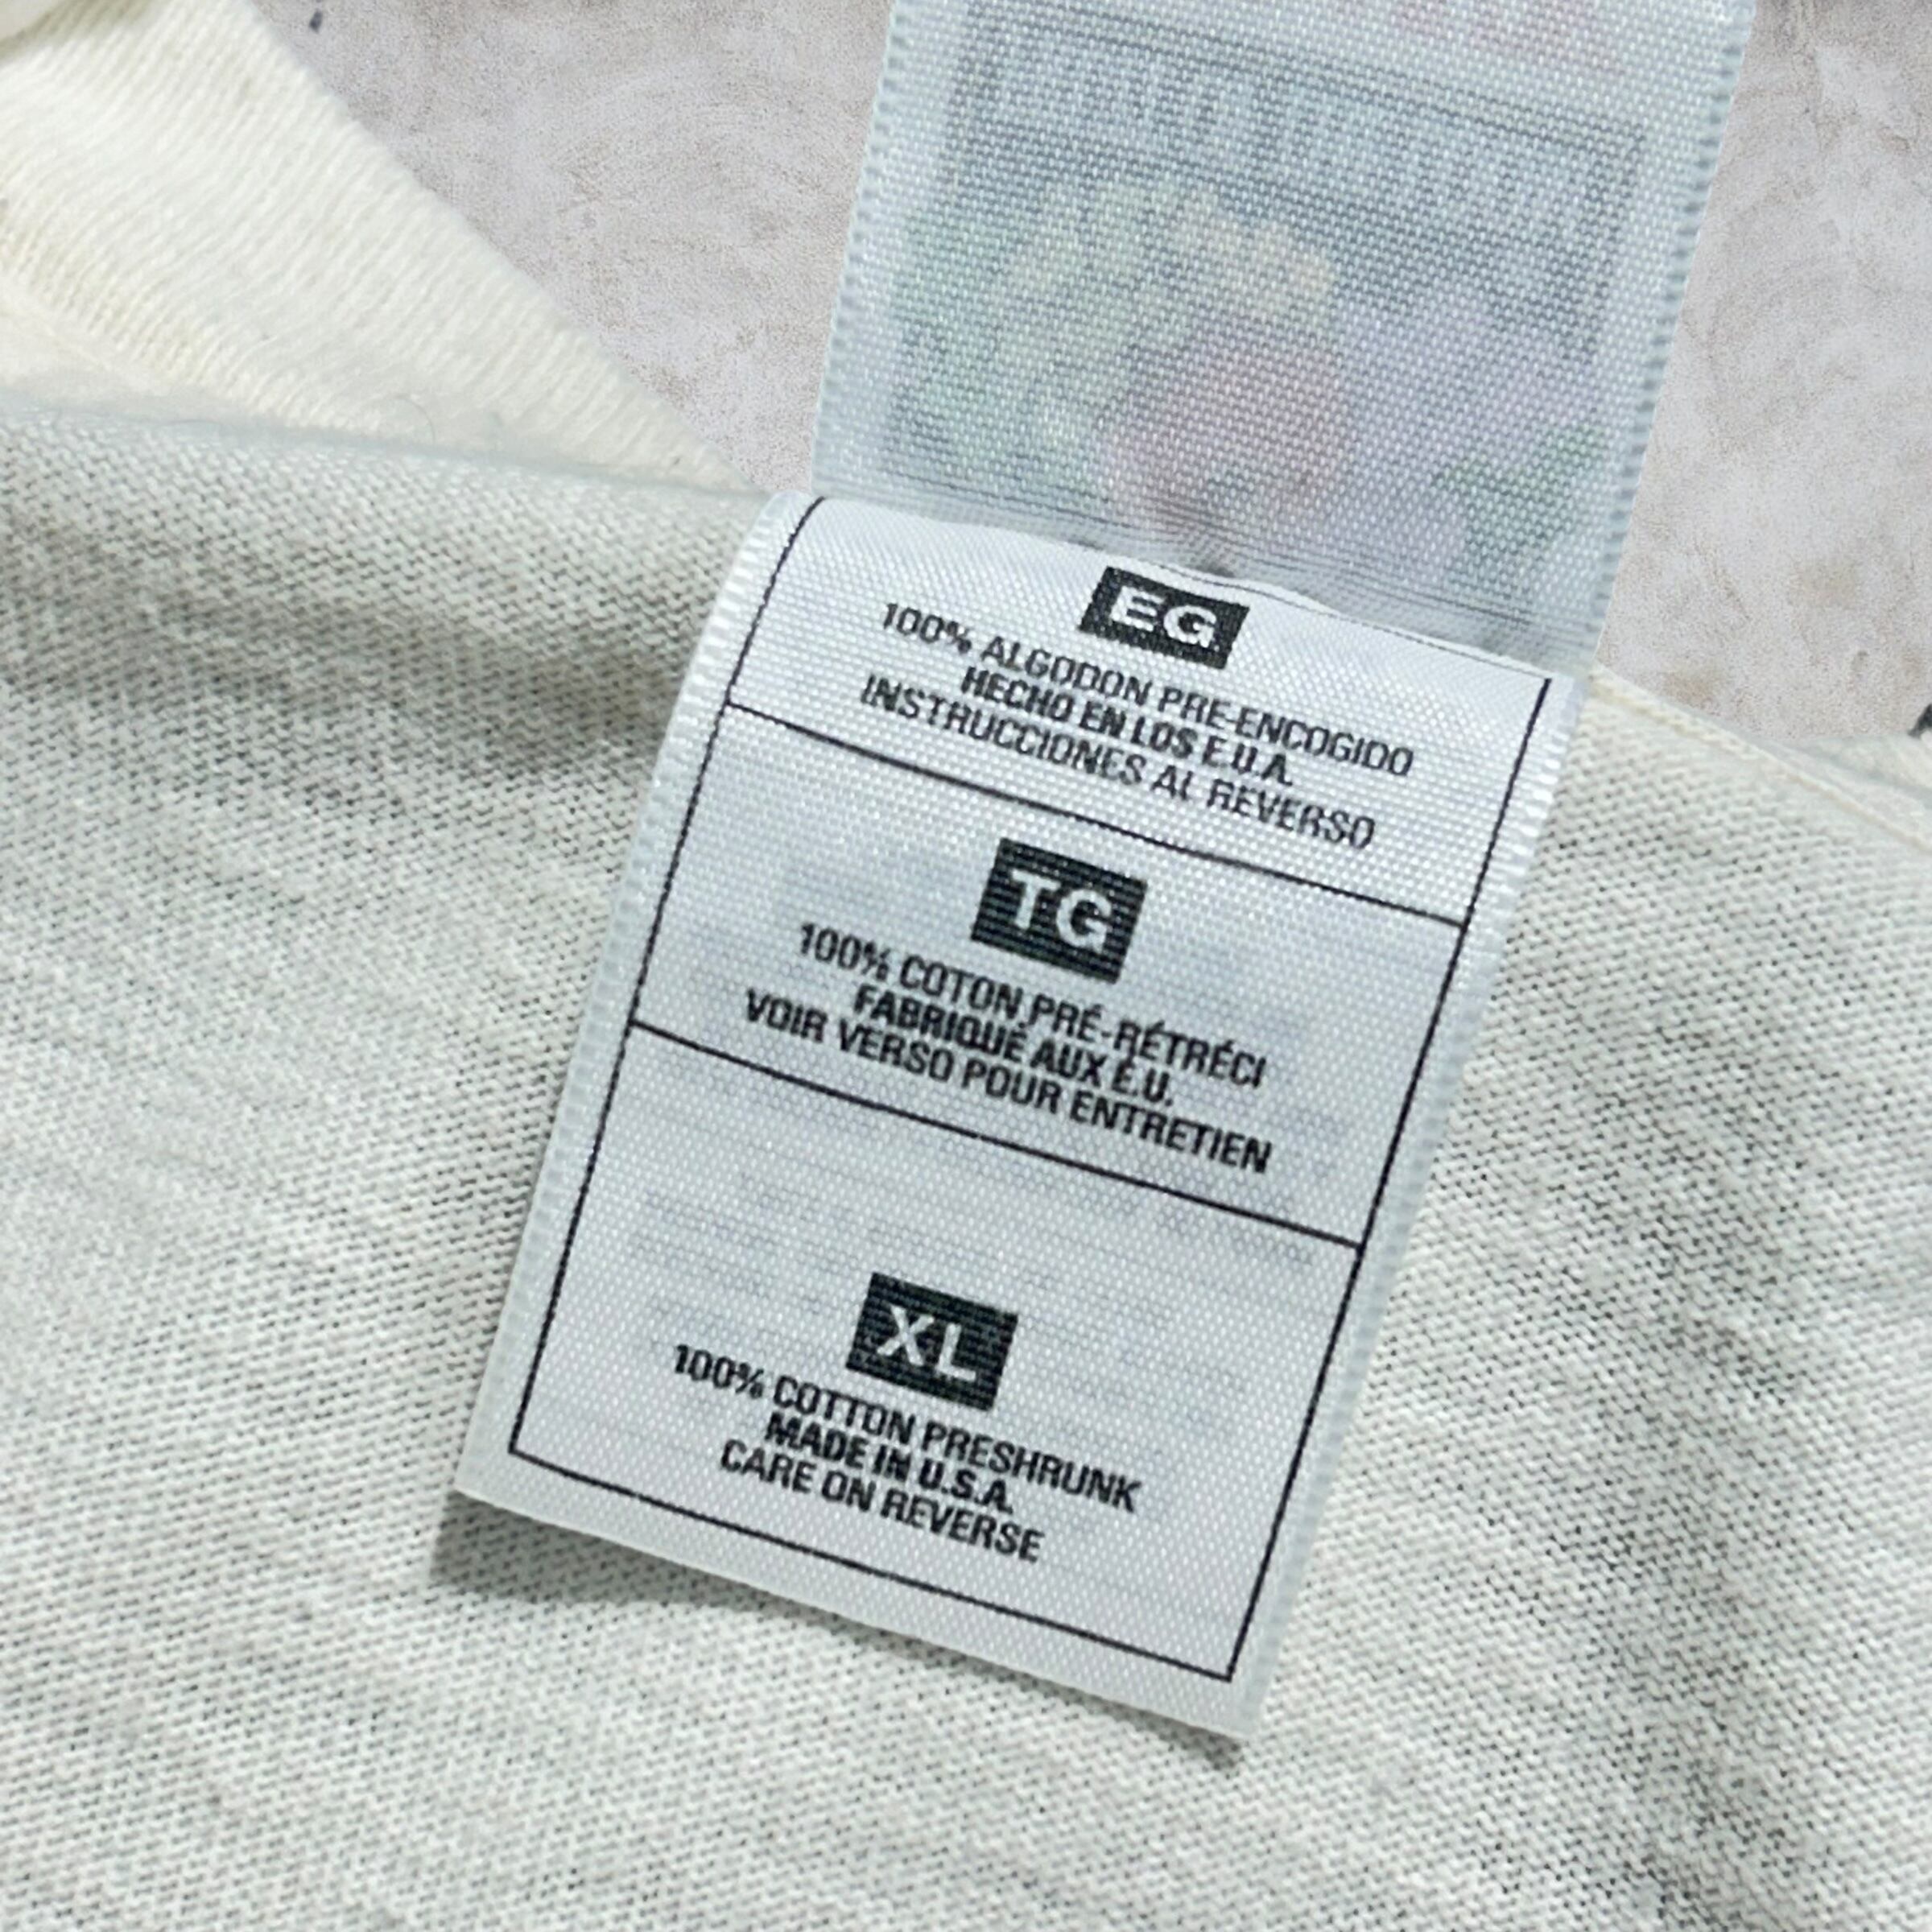 EG
100% ALGODON PRE-ENCOGIDO
HECHO EN LOS E.U.A.
INSTRUCCIONES AL REVERSO
TG
100% COTON PRÉ-RÉTRÉCI
FABRIQUÉ AUX É.U.
VOIR VERSO POUR ENTRETIEN
XL
100% COTTON PRESHRUNK
MADE IN U.S.A.
CARE ON REVERSE